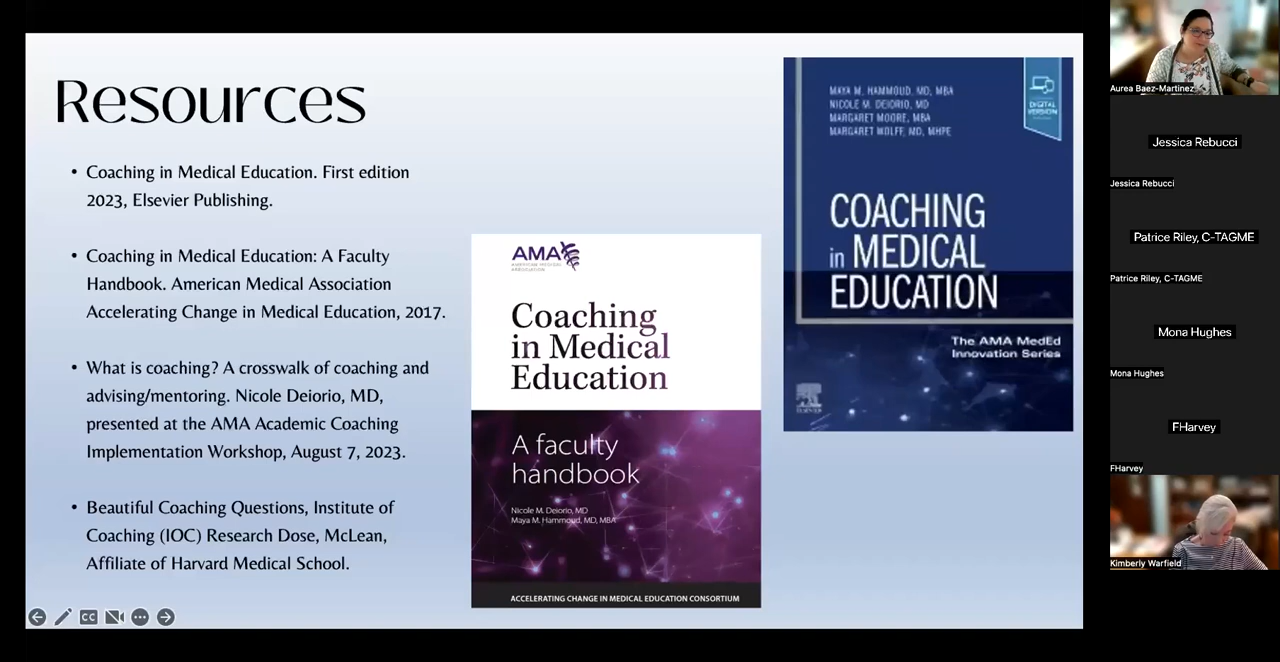 Resources
• Coaching in Medical Education. First edition
2023, Elsevier Publishing.
• Coaching in Medical Education: A Faculty
Handbook. American Medical Association
Accelerating Change in Medical Education, 2017.
• What is coaching? A crosswalk of coaching and
advising/mentoring. Nicole Deiorio, MD,
presented at the AMA Academic Coaching
Implementation Workshop, August 7, 2023.
• Beautiful Coaching Questions, Institute of
Coaching (IOC) Research Dose, McLean,
Affiliate of Harvard Medical School.
AMA
AMERICAN MEDICAL
ASSOCIATION
Coaching
in Medical
Education
A faculty
handbook
Nicole M. Deiorio, MD
Maya M. Hammoud, MD, MBA
ACCELERATING CHANGE IN MEDICAL EDUCATION CONSORTIUM
MAYA M. HAMMOUD, MD, MBA
NICOLE M. DEIORIO, MD
MARGARET MOORE, MBA
MARGARET WOLFF, MD, MHPE
DIGITAL
VERSION
COACHING
in MEDICAL
EDUCATION
The AMA MedEd
Innovation Series
ELSEVIER
CC
Aurea Baez-Martinez
Jessica Rebucci
Jessica Rebucci
Patrice Riley, C-TAGME
Patrice Riley, C-TAGME
Mona Hughes
Mona Hughes
FHarvey
FHarvey
Kimberly Warfield